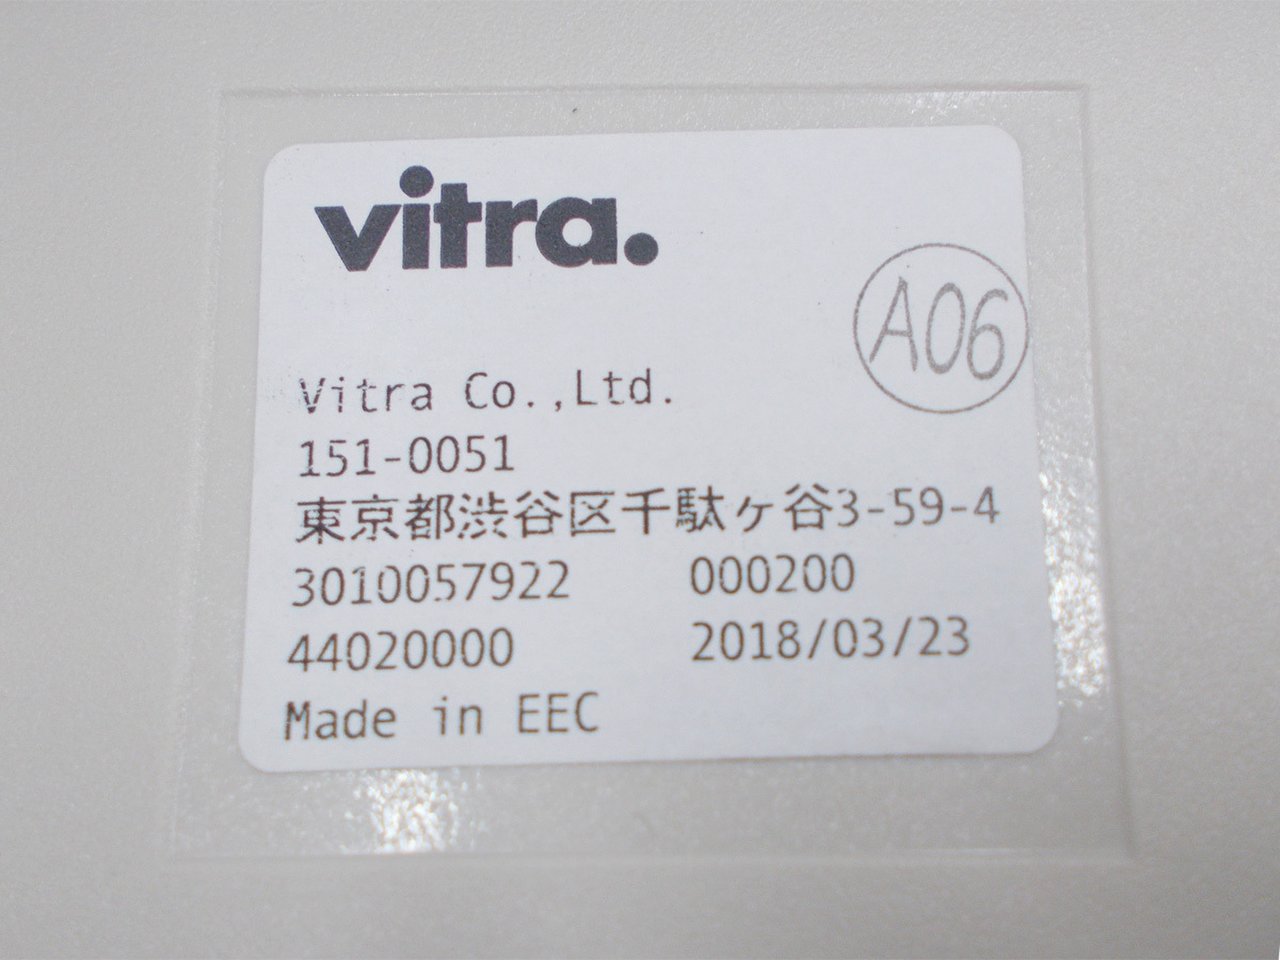 vitra.
A06
Vitra Co.,Ltd.
151-0051
東京都渋谷区千駄ヶ谷3-59-4
3010057922 000200
44020000 2018/03/23
Made in EEC